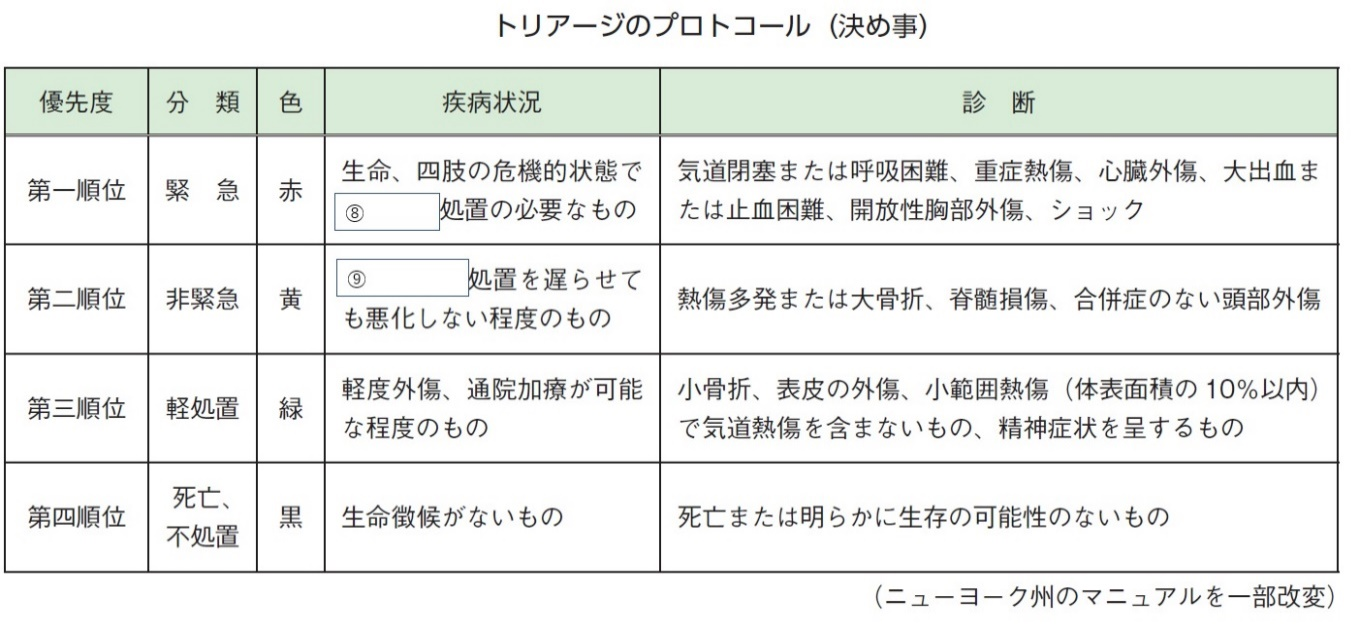 トリアージのプロトコール（決め事）
優先度 分　類 色 疾病状況 診　断
第一順位 緊　急 赤 生命、四肢の危機的状態で
⑧ 処置の必要なもの
気道閉塞または呼吸困難、重症熱傷、心臓外傷、大出血ま
たは止血困難、開放性胸部外傷、ショック
第二順位 非緊急 黄 ⑨ 処置を遅らせて
も悪化しない程度のもの
熱傷多発または大骨折、脊髄損傷、合併症のない頭部外傷
第三順位 軽処置 緑 軽度外傷、通院加療が可能
な程度のもの
小骨折、表皮の外傷、小範囲熱傷（体表面積の10％以内）
で気道熱傷を含まないもの、精神症状を呈するもの
第四順位 死亡、
不処置
黒 生命徴候がないもの 死亡または明らかに生存の可能性のないもの
（ニューヨーク州のマニュアルを一部改変）